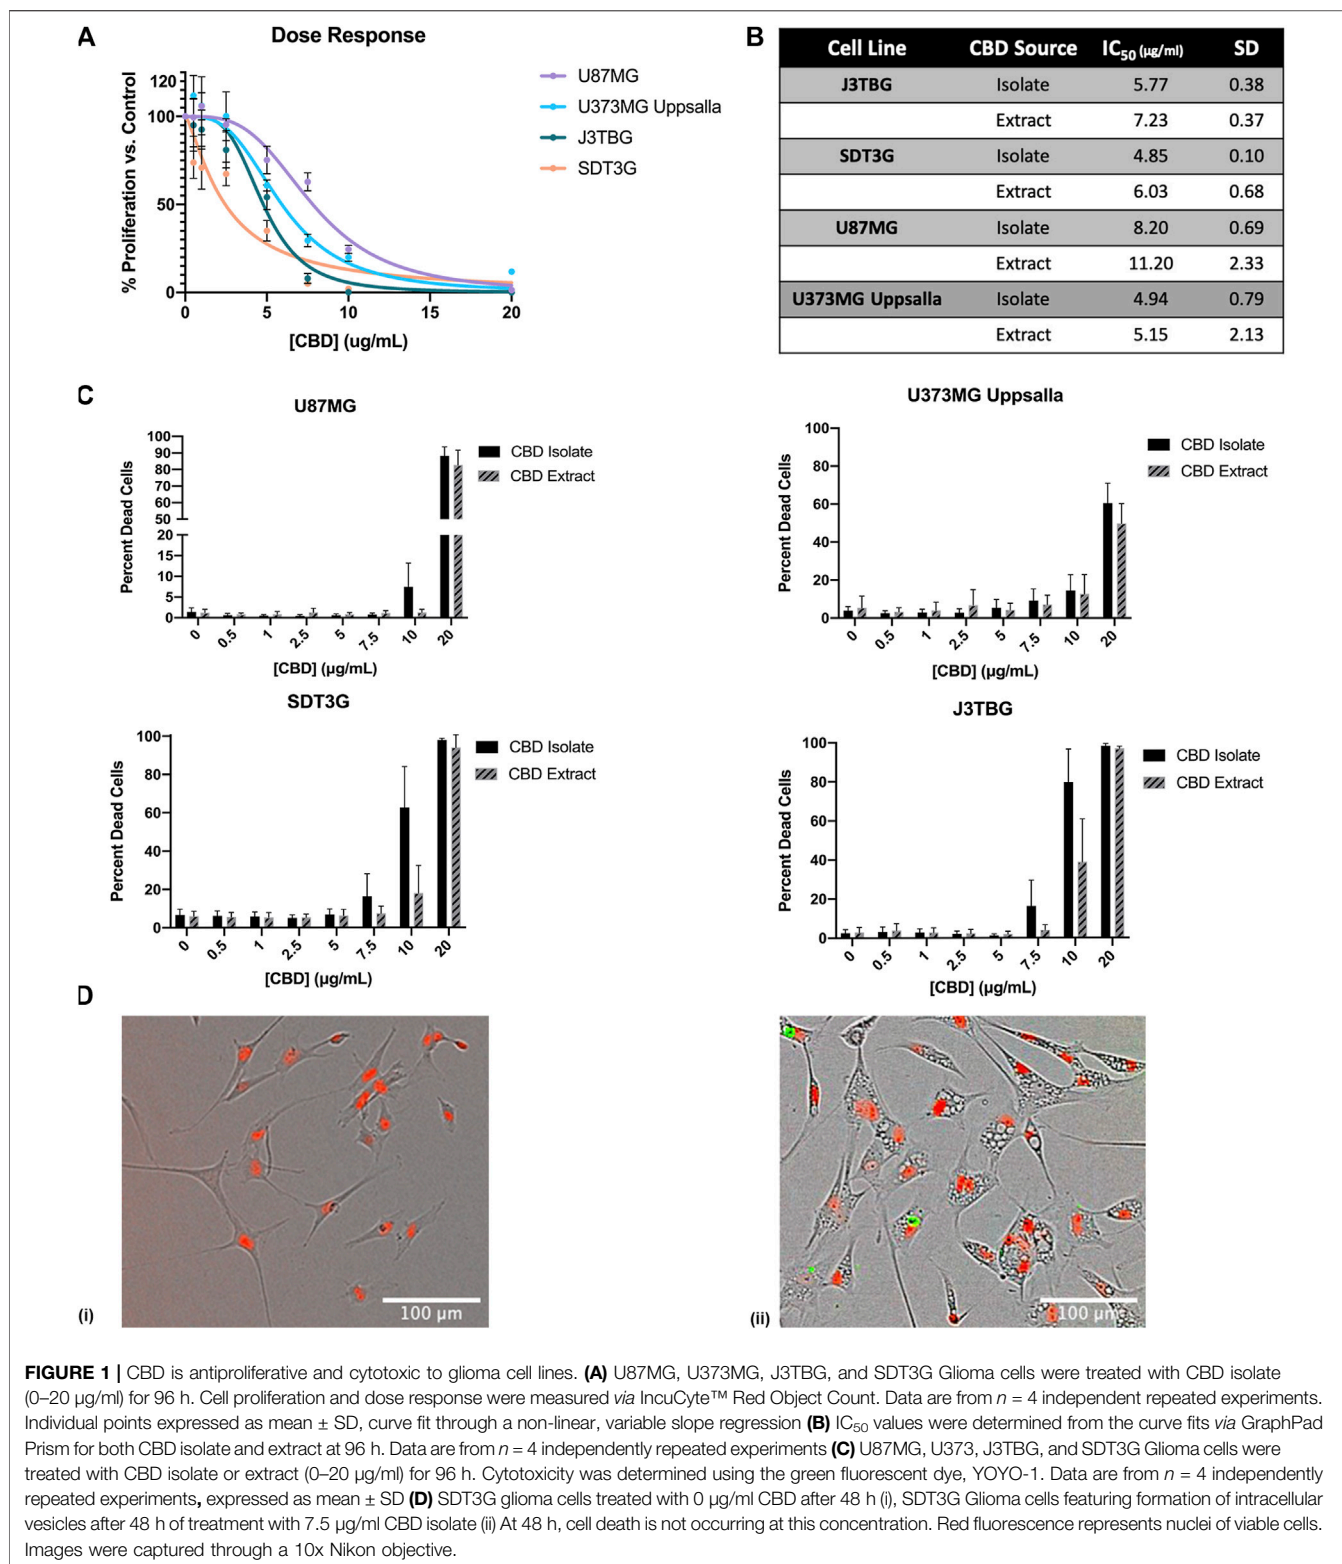 A
Dose Response
% Proliferation vs. Control
120
100
50
0
0
5
10
15
20
[CBD] (ug/mL)
U87MG
U373MG Uppsalla
J3TBG
SDT3G
B
Cell Line CBD Source IC50 (µg/ml) SD
J3TBG Isolate 5.77 0.38
Extract 7.23 0.37
SDT3G Isolate 4.85 0.10
Extract 6.03 0.68
U87MG Isolate 8.20 0.69
Extract 11.20 2.33
U373MG Uppsalla Isolate 4.94 0.79
Extract 5.15 2.13
C
U87MG
Percent Dead Cells
100
90
80
70
60
50
20
15
10
5
0
0 0.5 1 2.5 5 7.5 10 20
[CBD] (µg/mL)
CBD Isolate
CBD Extract
U373MG Uppsalla
Percent Dead Cells
100
80
60
40
20
0
0 0.5 1 2.5 5 7.5 10 20
[CBD] (µg/mL)
CBD Isolate
CBD Extract
SDT3G
Percent Dead Cells
100
80
60
40
20
0
0 0.5 1 2.5 5 7.5 10 20
[CBD] (µg/mL)
CBD Isolate
CBD Extract
J3TBG
Percent Dead Cells
100
80
60
40
20
0
0 0.5 1 2.5 5 7.5 10 20
[CBD] (µg/mL)
CBD Isolate
CBD Extract
D
(i)
100 µm
(ii)
100 µm
FIGURE 1 | CBD is antiproliferative and cytotoxic to glioma cell lines. (A) U87MG, U373MG, J3TBG, and SDT3G Glioma cells were treated with CBD isolate
(0–20 µg/ml) for 96 h. Cell proliferation and dose response were measured via IncuCyte™ Red Object Count. Data are from n = 4 independent repeated experiments.
Individual points expressed as mean ± SD, curve fit through a non-linear, variable slope regression (B) IC50 values were determined from the curve fits via GraphPad
Prism for both CBD isolate and extract at 96 h. Data are from n = 4 independently repeated experiments (C) U87MG, U373, J3TBG, and SDT3G Glioma cells were
treated with CBD isolate or extract (0–20 µg/ml) for 96 h. Cytotoxicity was determined using the green fluorescent dye, YOYO-1. Data are from n = 4 independently
repeated experiments, expressed as mean ± SD (D) SDT3G glioma cells treated with 0 µg/ml CBD after 48 h (i), SDT3G Glioma cells featuring formation of intracellular
vesicles after 48 h of treatment with 7.5 µg/ml CBD isolate (ii) At 48 h, cell death is not occurring at this concentration. Red fluorescence represents nuclei of viable cells.
Images were captured through a 10x Nikon objective.